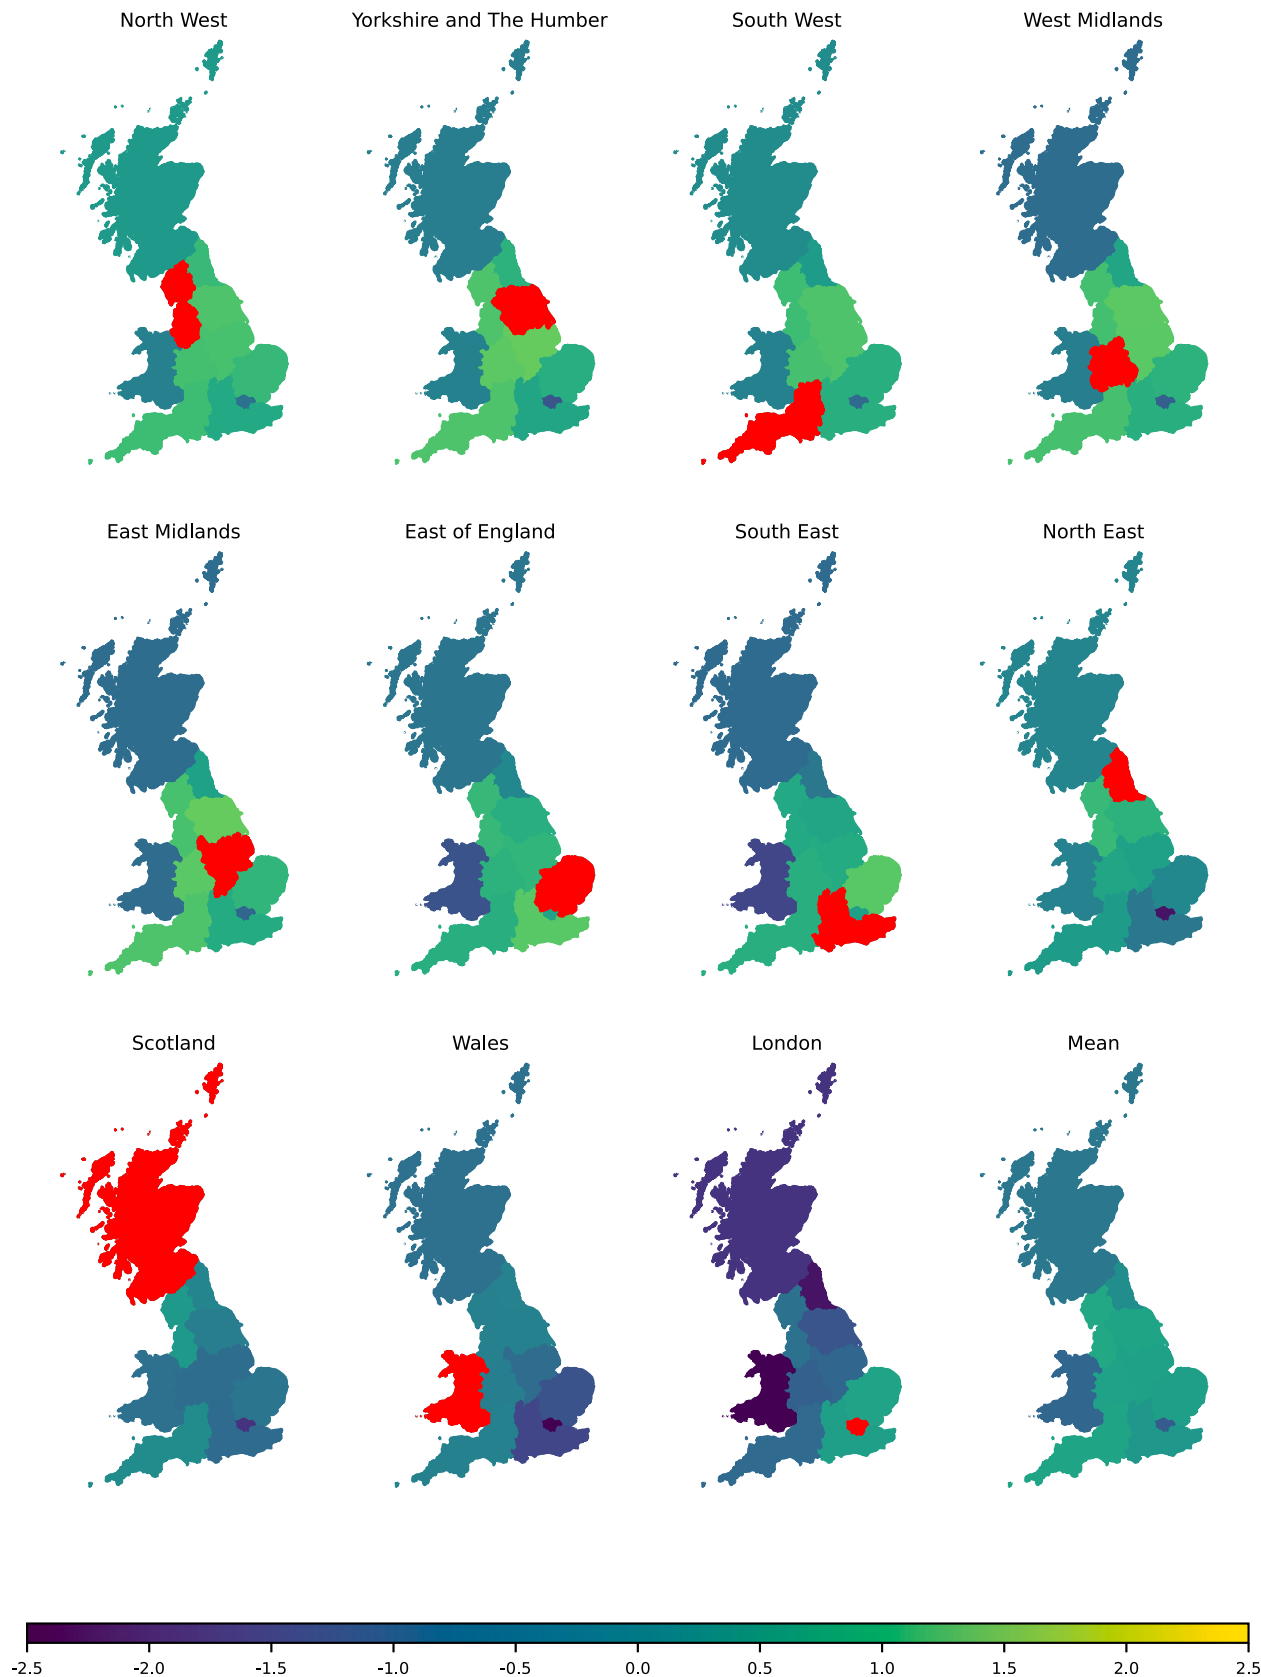 North West
Yorkshire and The Humber
South West
West Midlands
East Midlands
East of England
South East
North East
Scotland
Wales
London
Mean
-2.5
-2.0
-1.5
-1.0
-0.5
0.0
0.5
1.0
1.5
2.0
2.5